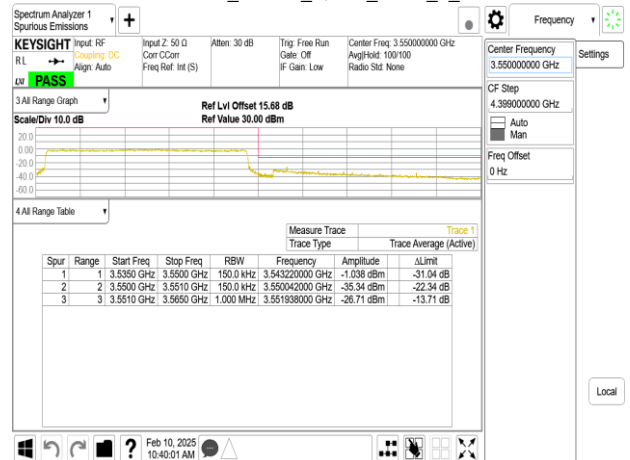 Spectrum Analyzer 1
Spurious Emissions
+
Frequency
KEYSIGHT
Input: RF
Coupling: DC
Align: Auto
Input Z: 50 Ω
Corr CCorr
Freq Ref: Int (S)
Atten: 30 dB
Trig: Free Run
Gate: Off
IF Gain: Low
Center Freq: 3.550000000 GHz
Avg|Hold: 100/100
Radio Std: None
RL
LXI
PASS
Center Frequency
3.550000000 GHz
Settings
CF Step
4.399000000 GHz
Auto
Man
Freq Offset
0 Hz
3 All Range Graph
Ref Lvl Offset 15.68 dB
Scale/Div 10.0 dB
Ref Value 30.00 dBm
20.0
0.00
-20.0
-40.0
-60.0
4 All Range Table
Measure Trace Trace 1
Trace Type Trace Average (Active)
Spur Range Start Freq Stop Freq RBW Frequency Amplitude ΔLimit
1 1 3.5350 GHz 3.5500 GHz 150.0 kHz 3.543220000 GHz -1.038 dBm -31.04 dB
2 2 3.5500 GHz 3.5510 GHz 150.0 kHz 3.550042000 GHz -35.34 dBm -22.34 dB
3 3 3.5510 GHz 3.5650 GHz 1.000 MHz 3.551938000 GHz -26.71 dBm -13.71 dB
Local
?
Feb 10, 2025
10:40:01 AM